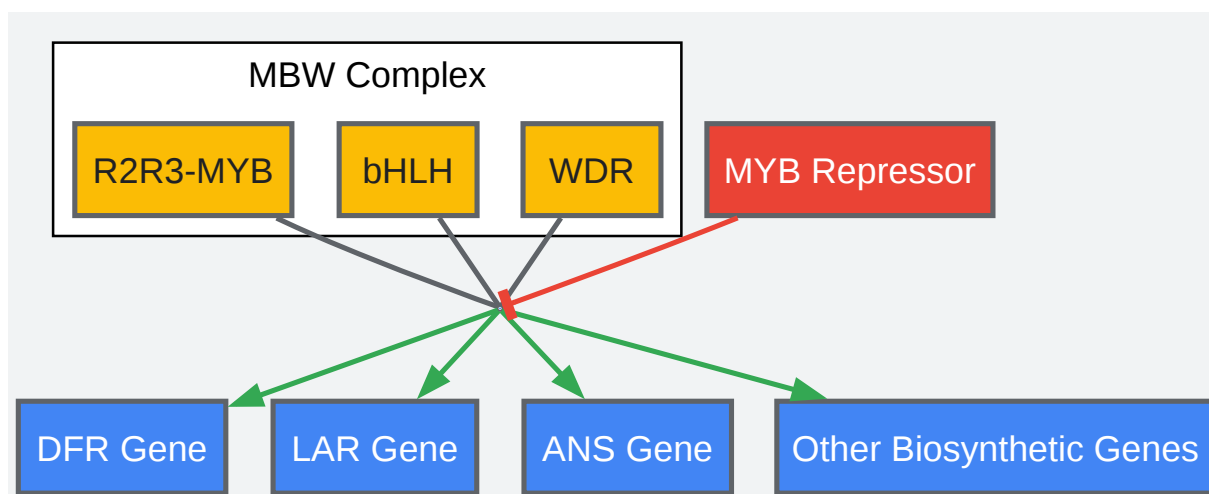 MBW Complex
R2R3-MYB
bHLH
WDR
MYB Repressor
DFR Gene
LAR Gene
ANS Gene
Other Biosynthetic Genes